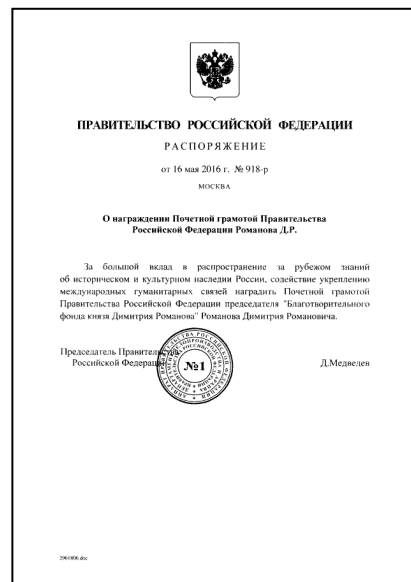 ПРАВИТЕЛЬСТВО РОССИЙСКОЙ ФЕДЕРАЦИИ
РАСПОРЯЖЕНИЕ
от 16 мая 2016 г. № 918-р
МОСКВА
О награждении Почетной грамотой Правительства
Российской Федерации Романова Д.Р.
За большой вклад в распространение за рубежом знаний
об историческом и культурном наследии России, содействие укреплению
международных гуманитарных связей наградить Почетной грамотой
Правительства Российской Федерации председателя "Благотворительного
фонда князя Димитрия Романова" Романова Димитрия Романовича.
Председатель Правительства
Российской Федерации
Д.Медведев
№1
2961806.doc